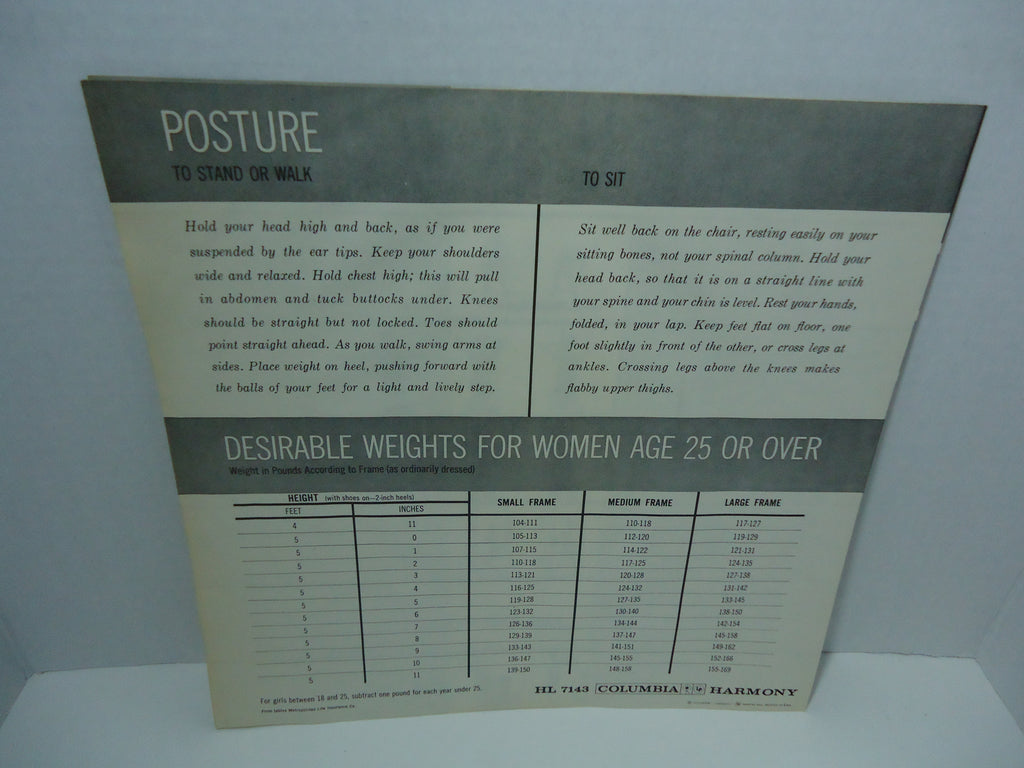 POSTURE
TO STAND OR WALK
Hold your head high and back, as if you were
suspended by the ear tips. Keep your shoulders
wide and relaxed. Hold chest high; this will pull
in abdomen and tuck buttocks under. Knees
should be straight but not locked. Toes should
point straight ahead. As you walk, swing arms at
sides. Place weight on heel, pushing forward with
the balls of your feet for a light and lively step.
TO SIT
Sit well back on the chair, resting easily on your
sitting bones, not your spinal column. Hold your
head back, so that it is on a straight line with
your spine and your chin is level. Rest your hands,
folded, in your lap. Keep feet flat on floor, one
foot slightly in front of the other, or cross legs at
ankles. Crossing legs above the knees makes
flabby upper thighs.
DESIRABLE WEIGHTS FOR WOMEN AGE 25 OR OVER
Weight in Pounds According to Frame (as ordinarily dressed)
HEIGHT (with shoes on—2-inch heels) SMALL FRAME MEDIUM FRAME LARGE FRAME
FEET INCHES
4 11 104-111 110-118 117-127
5 0 105-113 112-120 119-129
5 1 107-115 114-122 121-131
5 2 110-118 117-125 124-135
5 3 113-121 120-128 127-138
5 4 116-125 124-132 131-142
5 5 119-128 127-135 133-145
5 6 123-132 130-140 138-150
5 7 126-136 134-144 142-154
5 8 129-139 137-147 145-158
5 9 133-143 141-151 149-162
5 10 136-147 145-155 152-166
5 11 139-150 148-158 155-169
For girls between 18 and 25, subtract one pound for each year under 25.
From tables Metropolitan Life Insurance Co.
HL 7143 COLUMBIA HARMONY